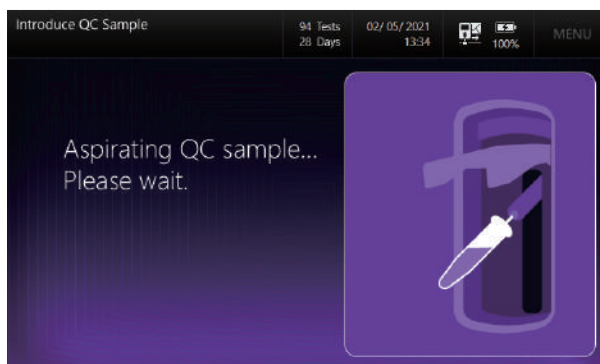 Introduce QC Sample
94 Tests
28 Days
02/ 05/ 2021
13:34
100%
MENU
Aspirating QC sample...
Please wait.